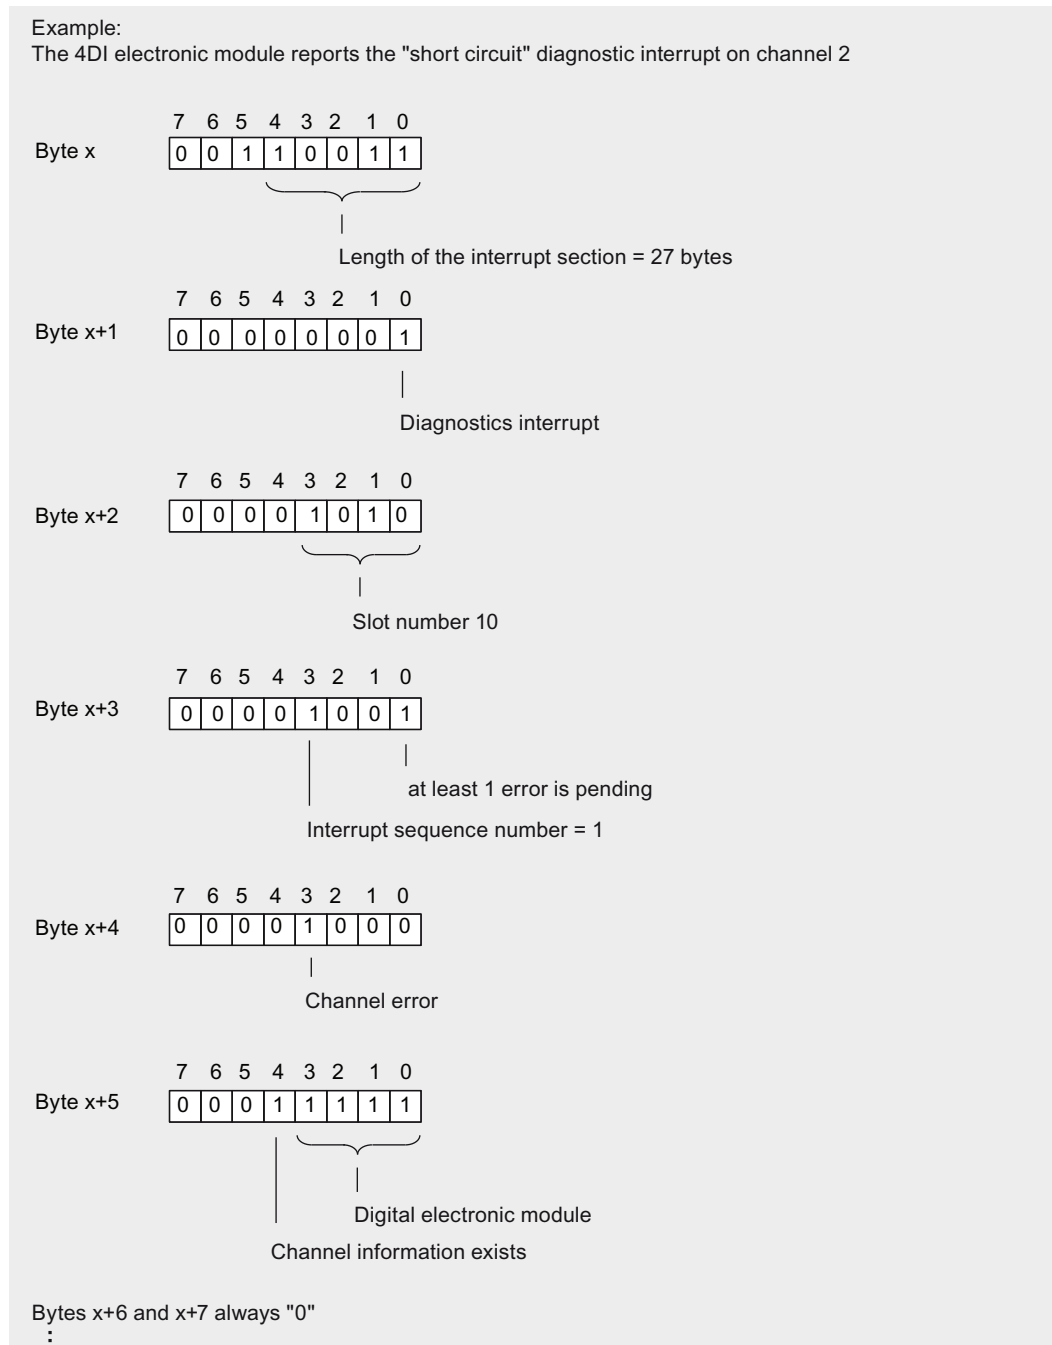 Example:
The 4DI electronic module reports the "short circuit" diagnostic interrupt on channel 2
7 6 5 4 3 2 1 0
Byte x 0 0 1 1 0 0 1 1
Length of the interrupt section = 27 bytes
7 6 5 4 3 2 1 0
Byte x+1 0 0 0 0 0 0 0 1
Diagnostics interrupt
7 6 5 4 3 2 1 0
Byte x+2 0 0 0 0 1 0 1 0
Slot number 10
7 6 5 4 3 2 1 0
Byte x+3 0 0 0 0 1 0 0 1
at least 1 error is pending
Interrupt sequence number = 1
7 6 5 4 3 2 1 0
Byte x+4 0 0 0 0 1 0 0 0
Channel error
7 6 5 4 3 2 1 0
Byte x+5 0 0 0 1 1 1 1 1
Digital electronic module
Channel information exists
Bytes x+6 and x+7 always "0"
: